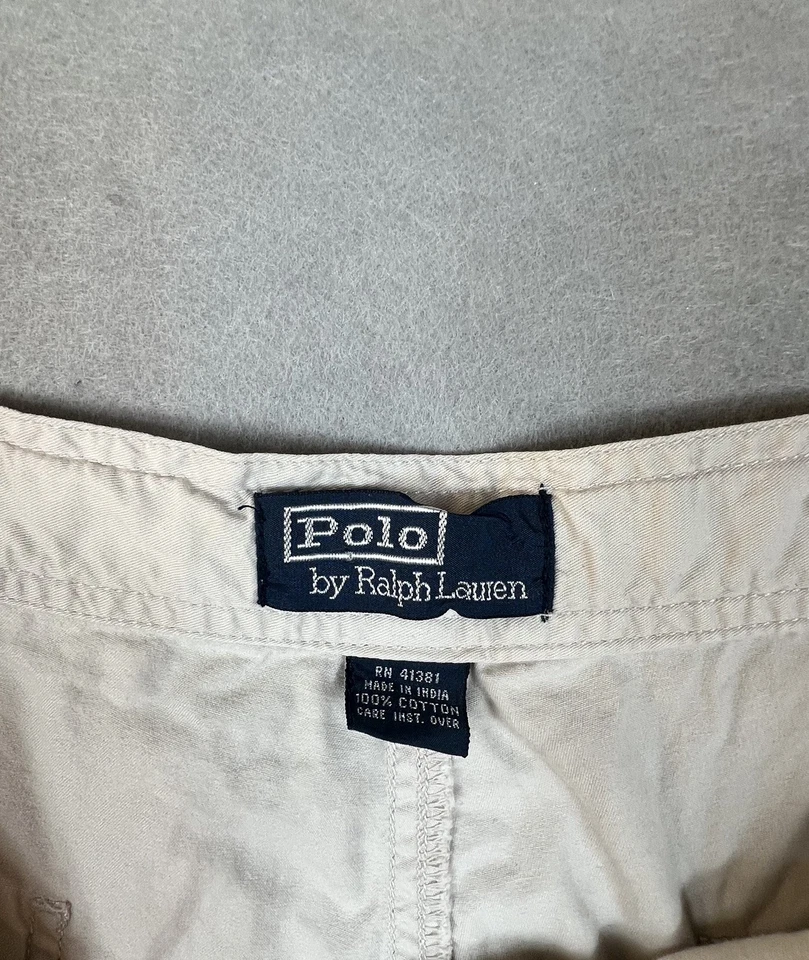 Polo
by Ralph Lauren
RN 41381
MADE IN INDIA
100% COTTON
CARE INST. OVER